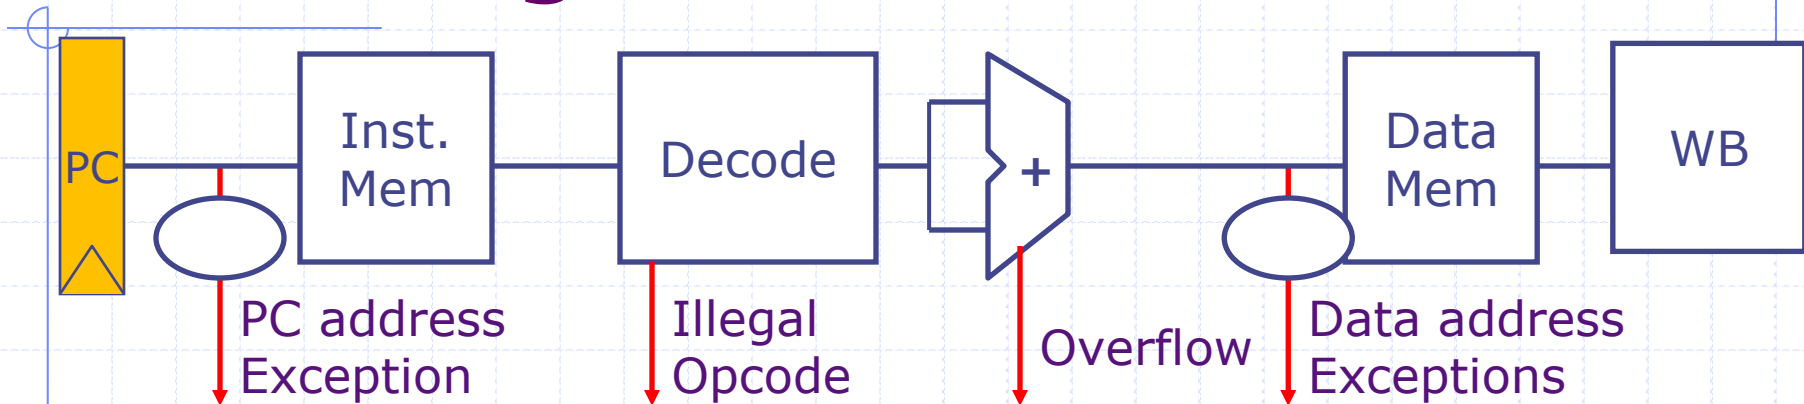 PC
Inst.
Mem
Decode
+
Data
Mem
WB
PC address
Exception
Illegal
Opcode
Overflow
Data address
Exceptions